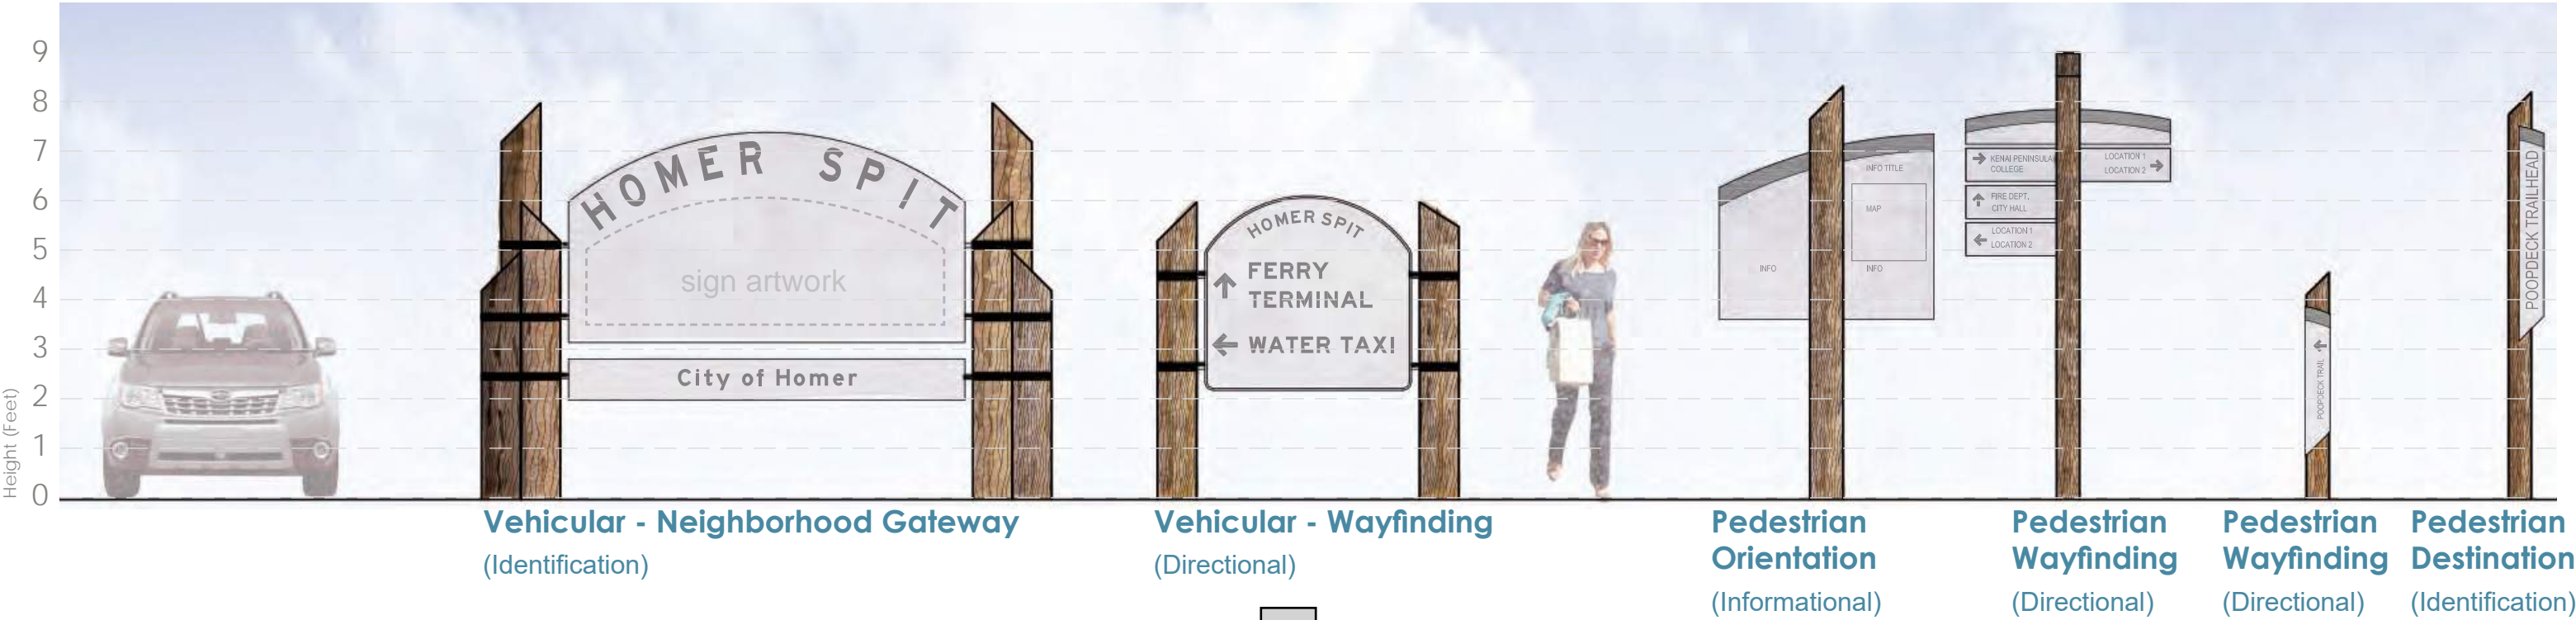 9
8
7
6
5
4
3
2
1
0
Height (Feet)
HOMER SPIT
sign artwork
City of Homer
HOMER SPIT
FERRY
TERMINAL
WATER TAXI
INFO TITLE
MAP
INFO
INFO
KENAI PENINSULA
COLLEGE
LOCATION 1
LOCATION 2
FIRE DEPT,
CITY HALL
LOCATION 1
LOCATION 2
POOPDECK TRAIL
POOPDECK TRAILHEAD
Vehicular - Neighborhood Gateway
(Identification)
Vehicular - Wayfinding
(Directional)
Pedestrian
Orientation
(Informational)
Pedestrian
Wayfinding
(Directional)
Pedestrian
Wayfinding
(Directional)
Pedestrian
Destination
(Identification)